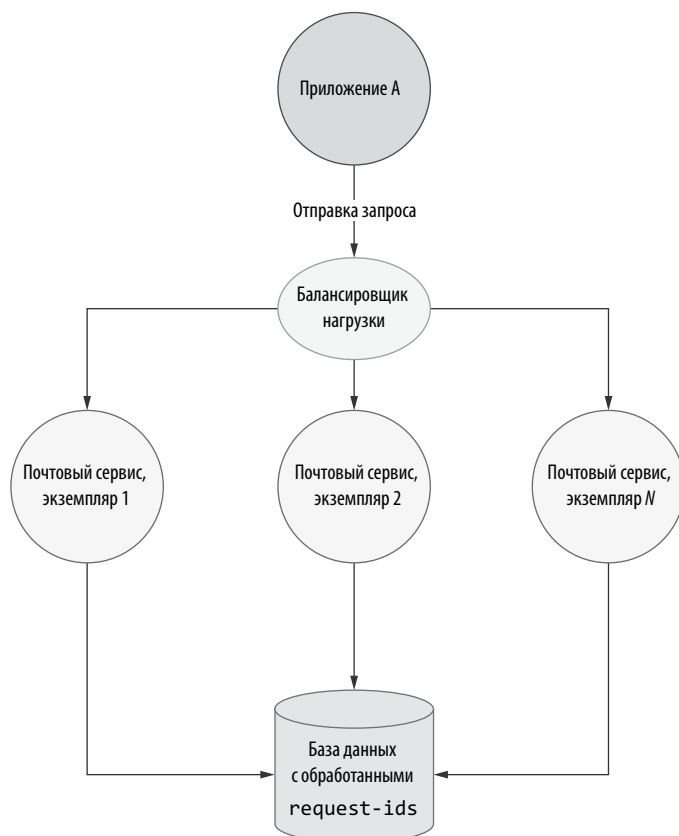 Приложение A
Отправка запроса
Балансировщик
нагрузки
Почтовый сервис,
экземпляр 1
Почтовый сервис,
экземпляр 2
Почтовый сервис,
экземпляр N
База данных
с обработанными
request-ids